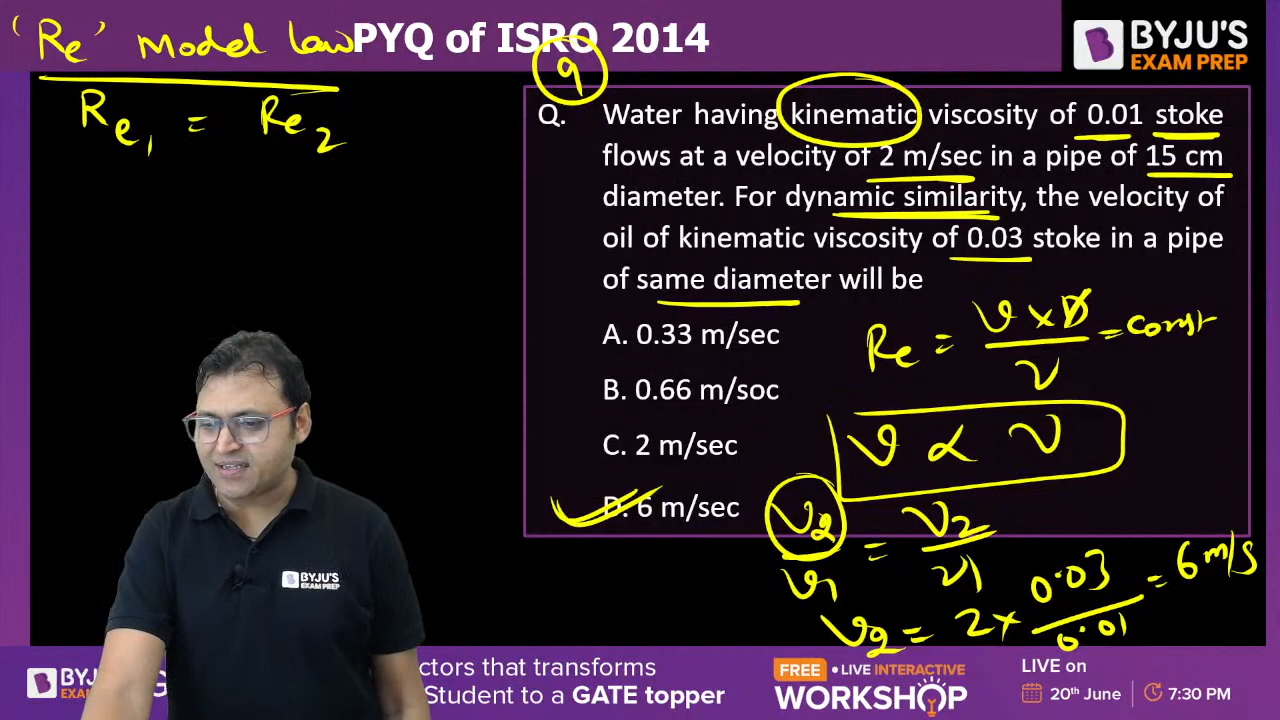 'Re' Model law
PYQ of ISRO 2014
BYJU'S
EXAM PREP
Re1 = Re2
9
Q. Water having kinematic viscosity of 0.01 stoke
flows at a velocity of 2 m/sec in a pipe of 15 cm
diameter. For dynamic similarity, the velocity of
oil of kinematic viscosity of 0.03 stoke in a pipe
of same diameter will be
A. 0.33 m/sec
B. 0.66 m/soc
C. 2 m/sec
D. 6 m/sec
Re = v × D / ν = const
v ∝ ν
v2 / v1 = ν2 / ν1
v2 = 2 × 0.03 / 0.01 = 6 m/s
BYJU'S
EXAM PREP
BYJU'S
EXAM
ctors that transforms
Student to a GATE topper
FREE • LIVE INTERACTIVE
WORKSHOP
LIVE on
20th June 7:30 PM